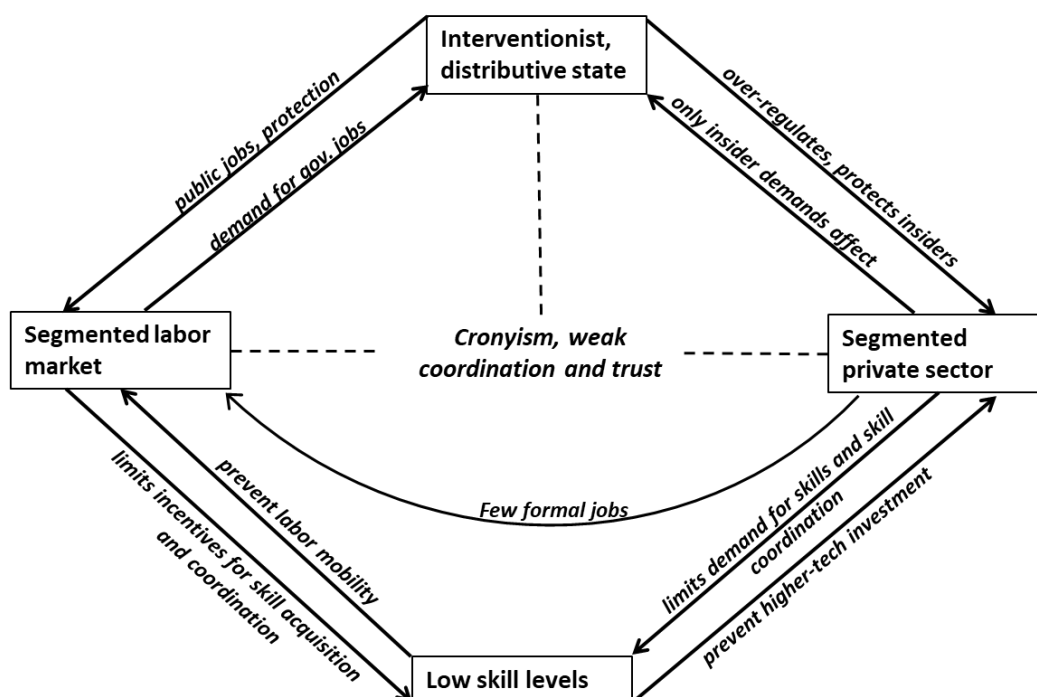 Interventionist,
distributive state
public jobs, protection
demand for gov. jobs
only insider demands affect
over-regulates, protects insiders
Segmented labor
market
Cronyism, weak
coordination and trust
Segmented
private sector
limits incentives for skill acquisition
and coordination
prevent labor mobility
Few formal jobs
limits demand for skills and skill
coordination
prevent higher-tech investment
Low skill levels